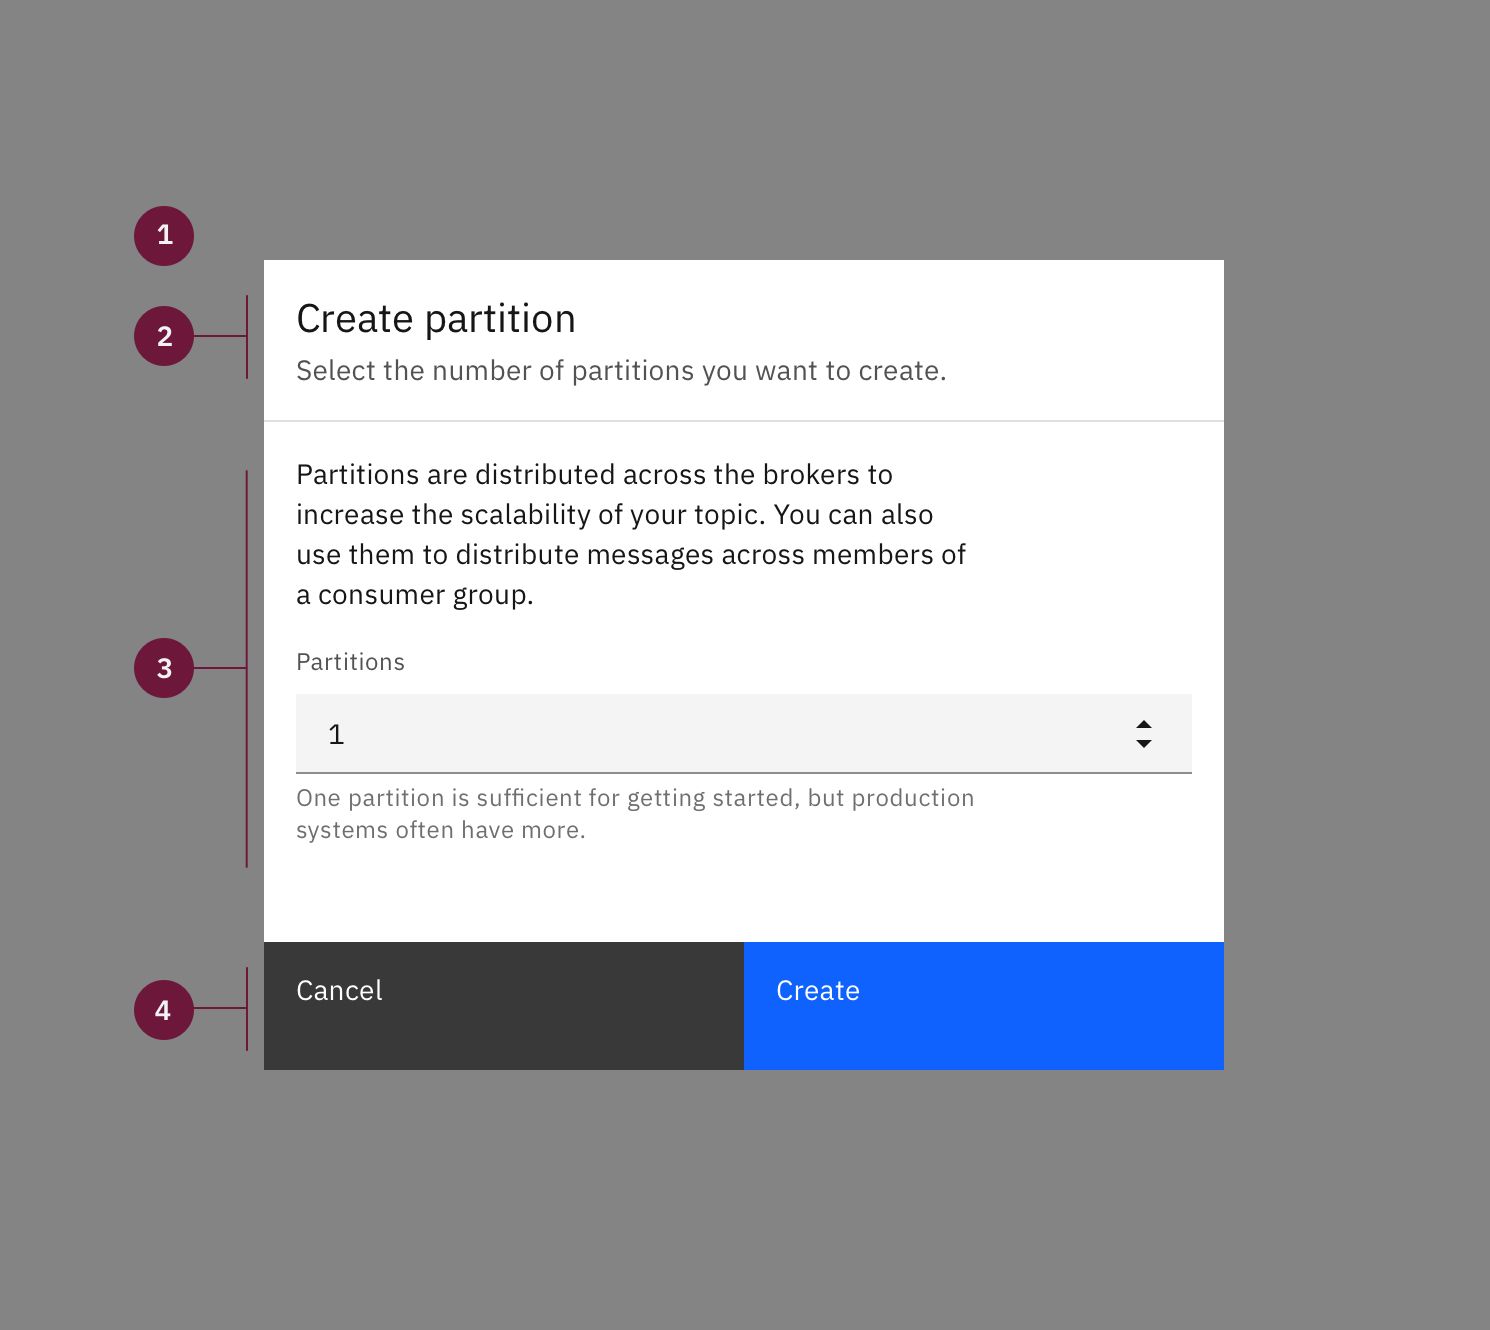 1
2
Create partition
Select the number of partitions you want to create.
Partitions are distributed across the brokers to
increase the scalability of your topic. You can also
use them to distribute messages across members of
a consumer group.
3
Partitions
1
One partition is sufficient for getting started, but production
systems often have more.
4
Cancel
Create